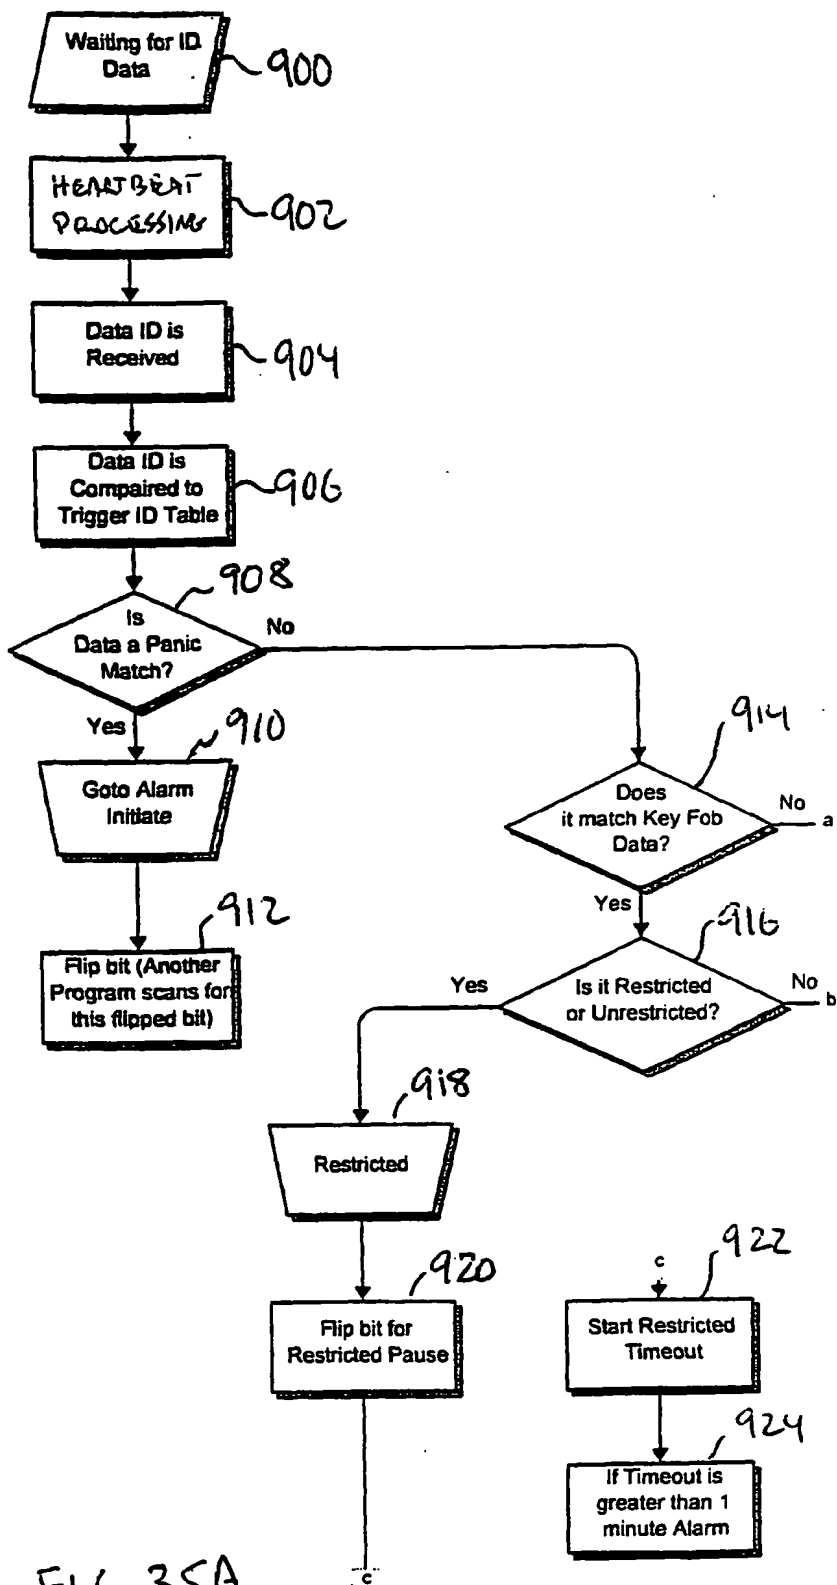 Waiting for ID
Data
900
HEARTBEAT
PROCESSING
902
Data ID is
Received
904
Data ID is
Compaired to
Trigger ID Table
906
908
Is
Data a Panic
Match?
No
Yes
910
Goto Alarm
Initiate
912
Flip bit (Another
Program scans for
this flipped bit)
914
Does
it match Key Fob
Data?
No
a
Yes
916
Is it Restricted
or Unrestricted?
No
b
Yes
918
Restricted
920
Flip bit for
Restricted Pause
c
c
922
Start Restricted
Timeout
924
If Timeout is
greater than 1
minute Alarm
FIG. 35A